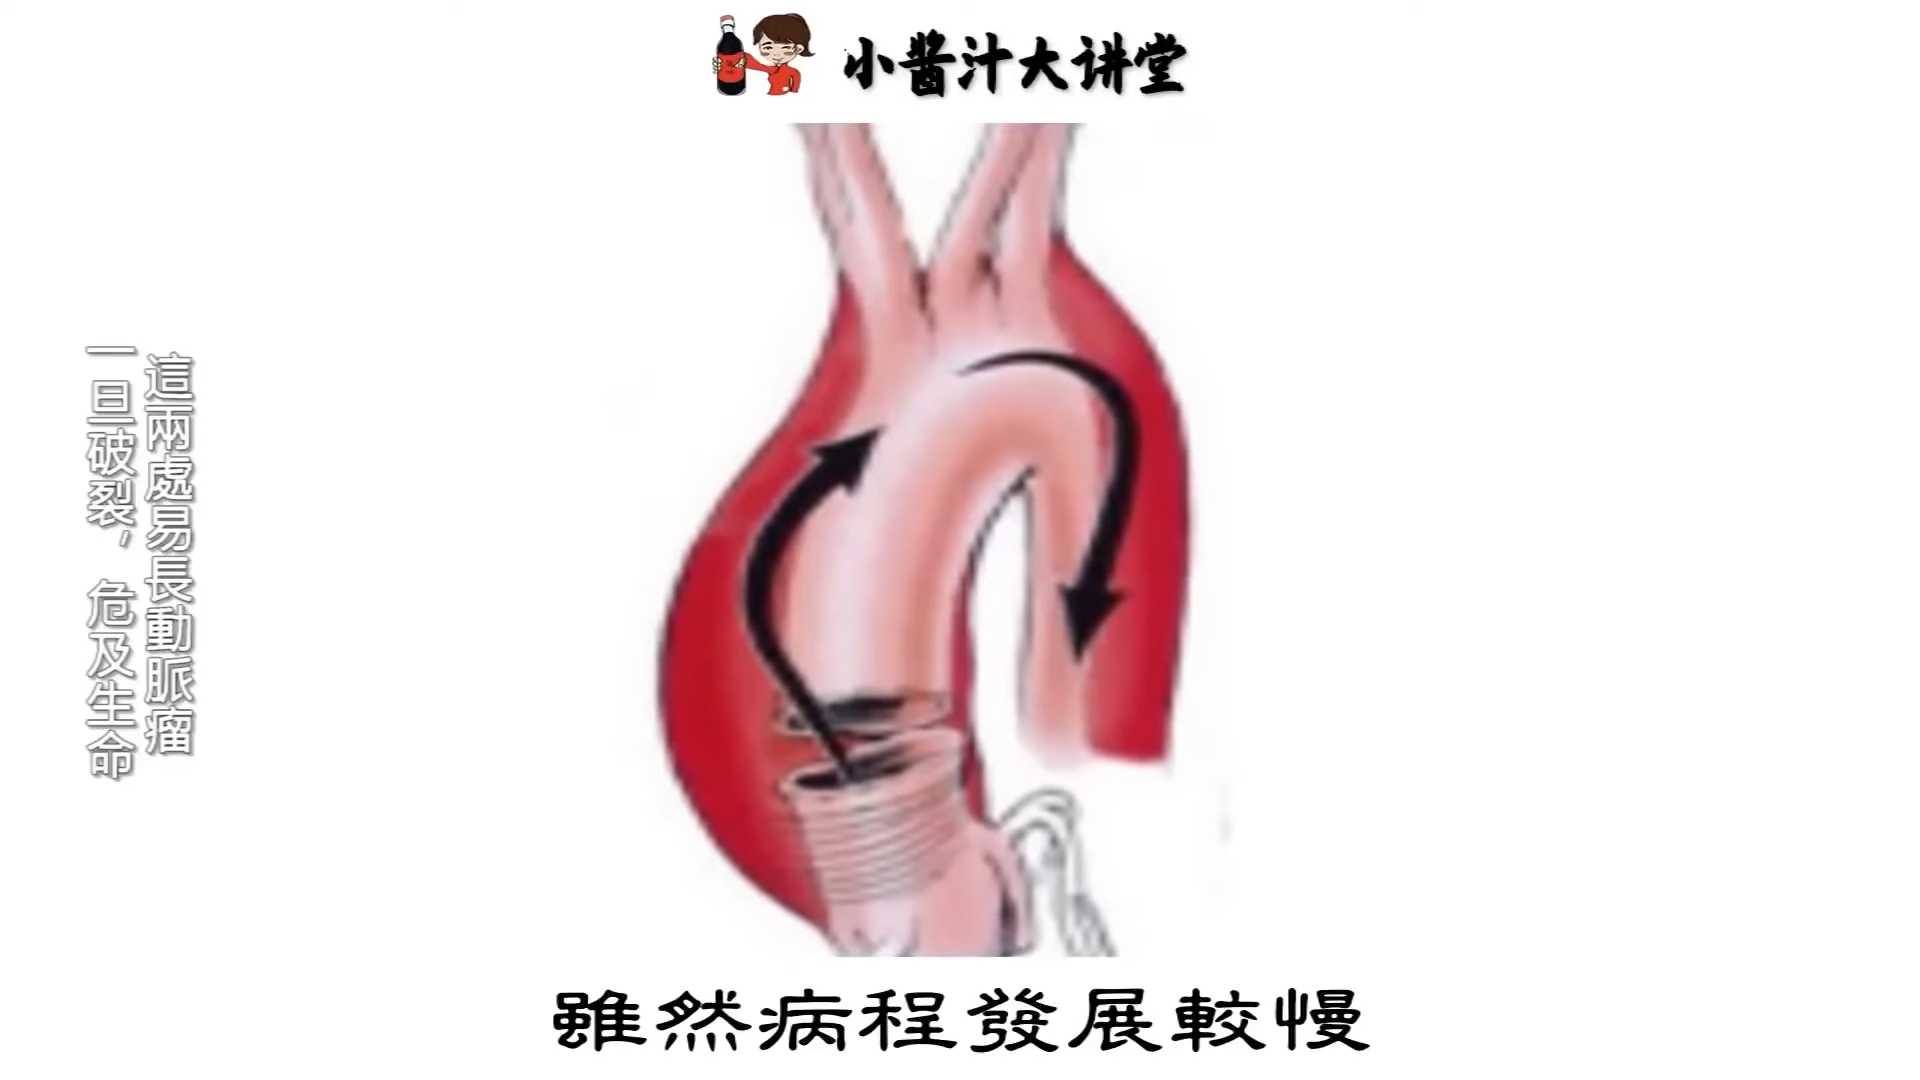 小酱汁大讲堂
這兩處易長動脈瘤
一旦破裂，危及生命
雖然病程發展較慢